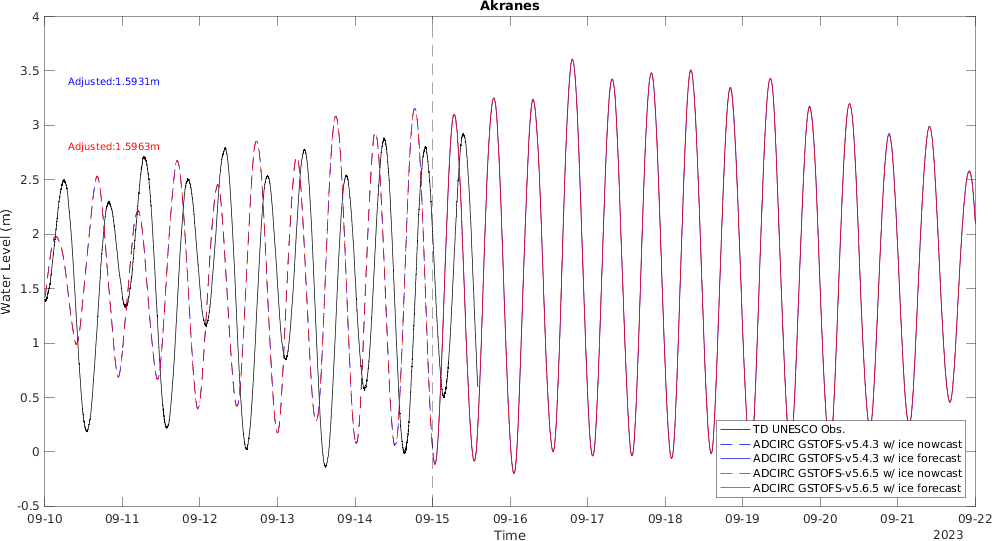 Akranes
4
3.5
3
2.5
2
1.5
1
0.5
0
-0.5
Water Level (m)
Adjusted:1.5931m
Adjusted:1.5963m
TD UNESCO Obs.
ADCIRC GSTOFS-v5.4.3 w/ ice nowcast
ADCIRC GSTOFS-v5.4.3 w/ ice forecast
ADCIRC GSTOFS-v5.6.5 w/ ice nowcast
ADCIRC GSTOFS-v5.6.5 w/ ice forecast
09-10 09-11 09-12 09-13 09-14 09-15 09-16 09-17 09-18 09-19 09-20 09-21 09-22
Time
2023